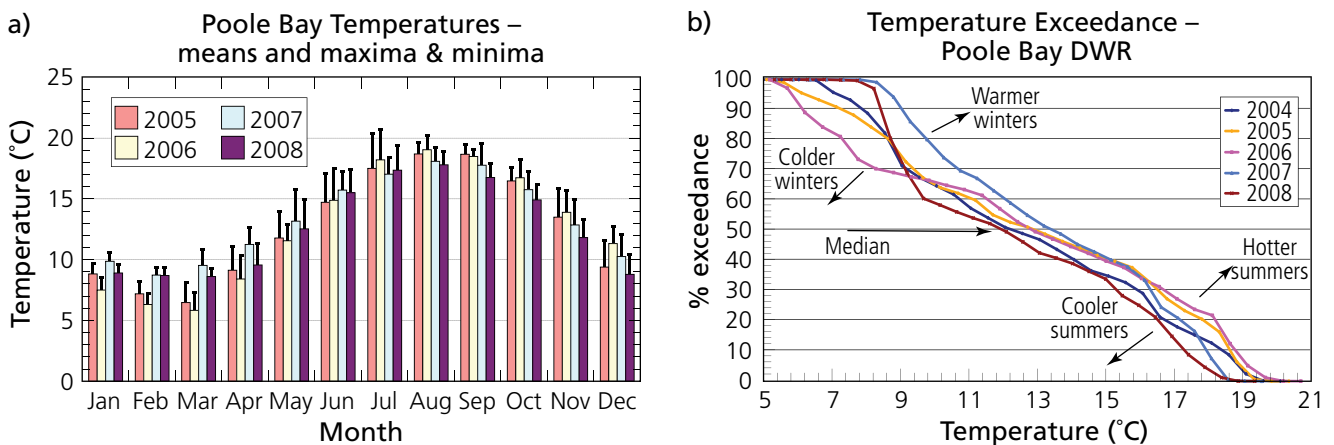 a)
Poole Bay Temperatures –
means and maxima & minima
Temperature (˚C)
25
20
15
10
5
0
2005
2006
2007
2008
Jan Feb Mar Apr May Jun Jul Aug Sep Oct Nov Dec
Month
b)
Temperature Exceedance –
Poole Bay DWR
% exceedance
100
90
80
70
60
50
40
30
20
10
0
Warmer
winters
Colder
winters
Median
Hotter
summers
Cooler
summers
2004
2005
2006
2007
2008
5 7 9 11 13 15 17 19 21
Temperature (˚C)